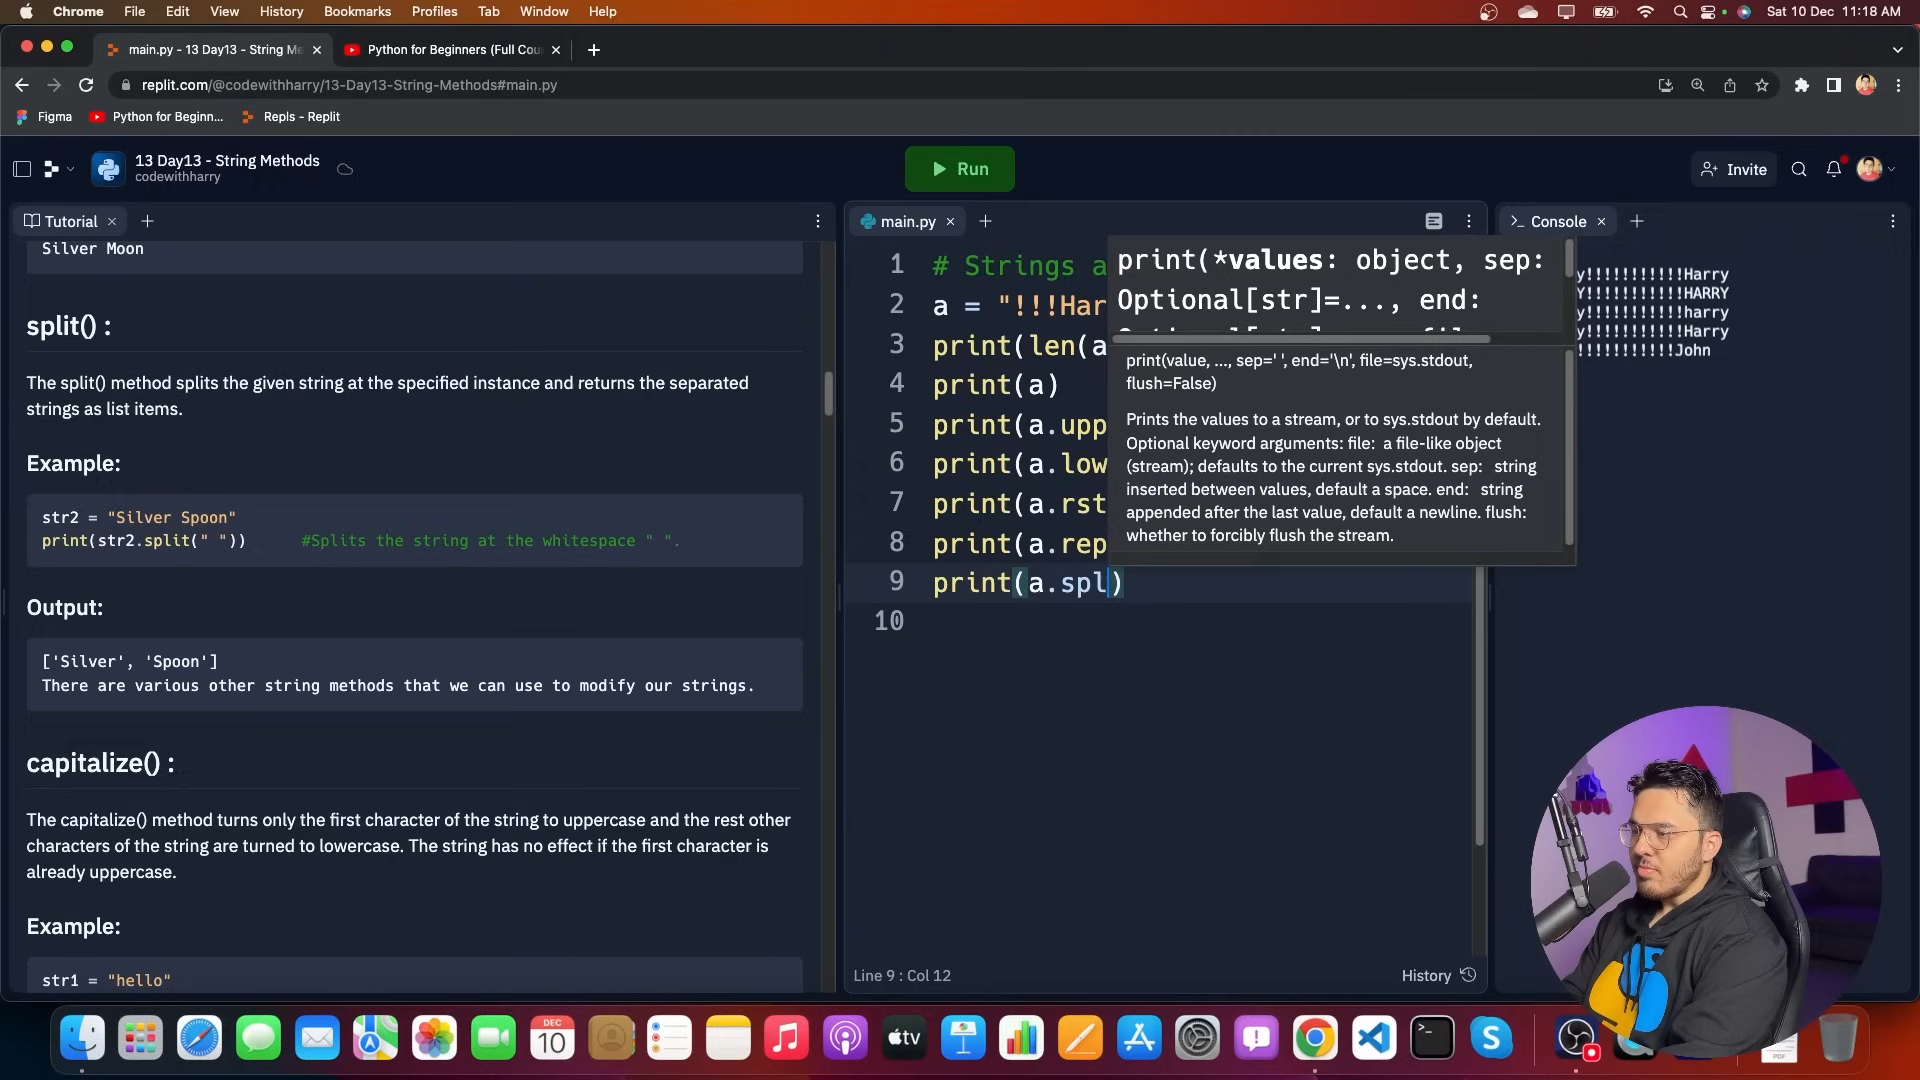 Chrome File Edit View History Bookmarks Profiles Tab Window Help Sat 10 Dec 11:18 AM
main.py - 13 Day13 - String Me
Python for Beginners (Full Cou
replit.com/@codewithharry/13-Day13-String-Methods#main.py
Figma Python for Beginn... Repls - Replit
13 Day13 - String Methods
codewithharry
Run
Invite
Tutorial
Silver Moon
split() :
The split() method splits the given string at the specified instance and returns the separated
strings as list items.
Example:
str2 = "Silver Spoon"
print(str2.split(" ")) #Splits the string at the whitespace " ".
Output:
['Silver', 'Spoon']
There are various other string methods that we can use to modify our strings.
capitalize() :
The capitalize() method turns only the first character of the string to uppercase and the rest other
characters of the string are turned to lowercase. The string has no effect if the first character is
already uppercase.
Example:
str1 = "hello"
main.py
1 # Strings a
2 a = "!!!Har
3 print(len(a
4 print(a)
5 print(a.upp
6 print(a.low
7 print(a.rst
8 print(a.rep
9 print(a.spl)
10
print(*values: object, sep:
Optional[str]=..., end:
print(value, ..., sep=' ', end='\n', file=sys.stdout,
flush=False)
Prints the values to a stream, or to sys.stdout by default.
Optional keyword arguments: file: a file-like object
(stream); defaults to the current sys.stdout. sep: string
inserted between values, default a space. end: string
appended after the last value, default a newline. flush:
whether to forcibly flush the stream.
Line 9 : Col 12
History
Console
y!!!!!!!!!!!Harry
Y!!!!!!!!!!!HARRY
y!!!!!!!!!!!harry
y!!!!!!!!!!!Harry
!!!!!!!!!!!!John
DEC
10
tv
PDF